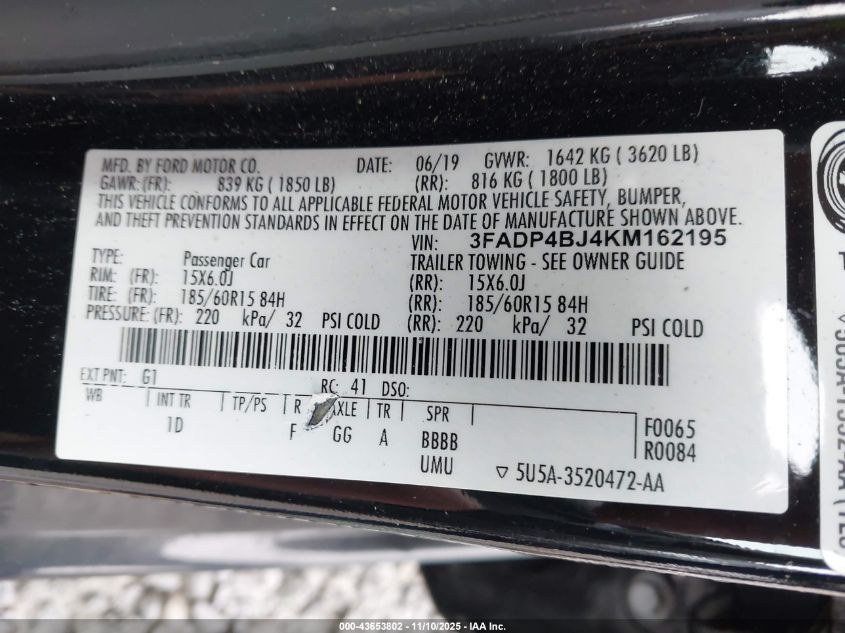 MFD. BY FORD MOTOR CO. DATE: 06/19 GVWR: 1642 KG ( 3620 LB)
GAWR: (FR): 839 KG ( 1850 LB) (RR): 816 KG ( 1800 LB)
THIS VEHICLE CONFORMS TO ALL APPLICABLE FEDERAL MOTOR VEHICLE SAFETY, BUMPER,
AND THEFT PREVENTION STANDARDS IN EFFECT ON THE DATE OF MANUFACTURE SHOWN ABOVE.
VIN: 3FADP4BJ4KM162195
TYPE: Passenger Car TRAILER TOWING - SEE OWNER GUIDE
RIM: (FR): 15X6.0J (RR): 15X6.0J
TIRE: (FR): 185/60R15 84H (RR): 185/60R15 84H
PRESSURE: (FR): 220 kPa/ 32 PSI COLD (RR): 220 kPa/ 32 PSI COLD
EXT PNT: G1 RC: 41 DSO:
WB INT TR TP/PS R AXLE TR SPR
1D F GG A BBBB F0065
UMU R0084
5U5A-3520472-AA
000-43653802 - 11/10/2025 - IAA Inc.